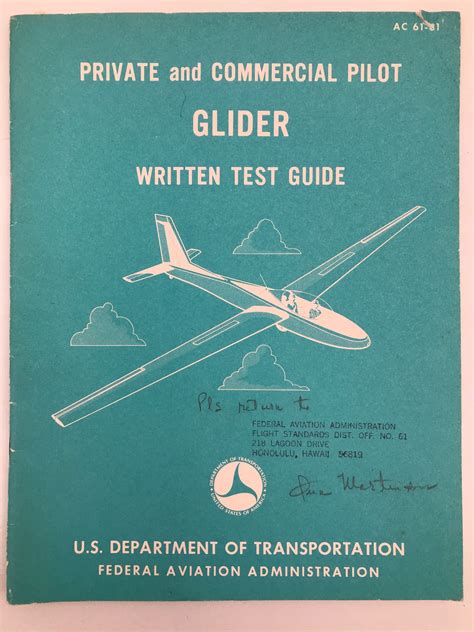 AC 61-81
PRIVATE and COMMERCIAL PILOT
GLIDER
WRITTEN TEST GUIDE
Pls return to
FEDERAL AVIATION ADMINISTRATION
FLIGHT STANDARDS DIST. OFF. NO. 61
218 LAGOON DRIVE
HONOLULU, HAWAII 96819
DEPARTMENT OF TRANSPORTATION
UNITED STATES OF AMERICA
U.S. DEPARTMENT OF TRANSPORTATION
FEDERAL AVIATION ADMINISTRATION